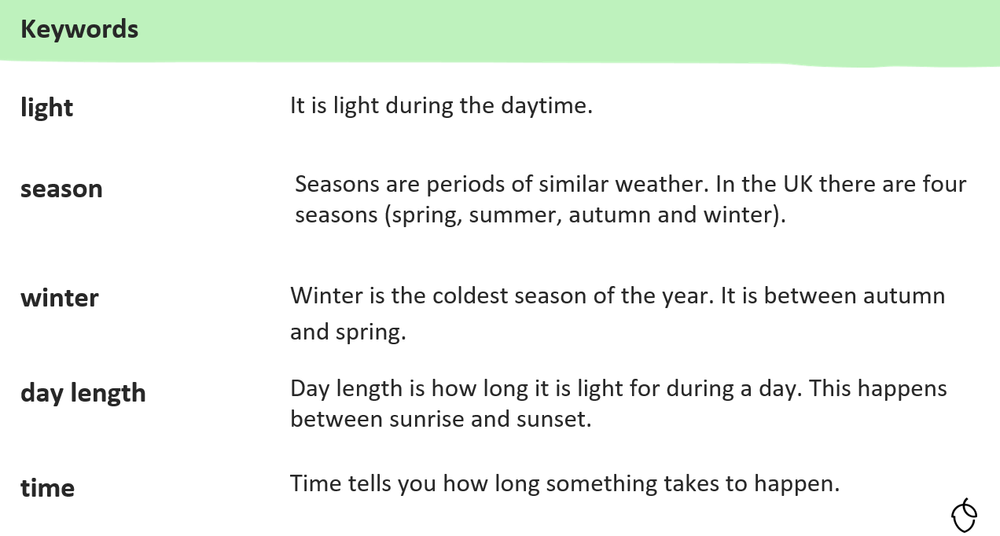 Keywords
light
It is light during the daytime.
season
Seasons are periods of similar weather. In the UK there are four
seasons (spring, summer, autumn and winter).
winter
Winter is the coldest season of the year. It is between autumn
and spring.
day length
Day length is how long it is light for during a day. This happens
between sunrise and sunset.
time
Time tells you how long something takes to happen.